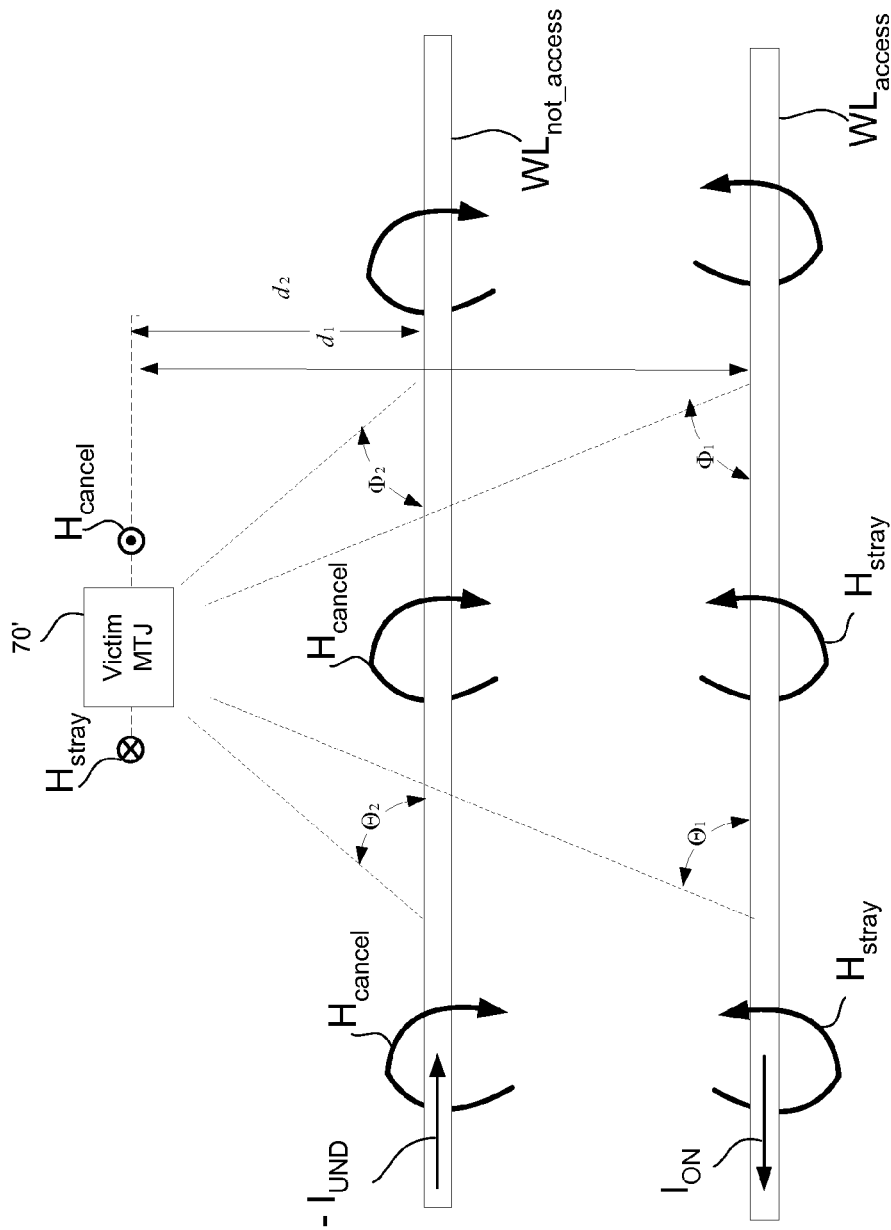 70'
Victim
MTJ
H_stray
H_cancel
d_2
d_1
Θ_2
Φ_2
Θ_1
Φ_1
H_cancel
H_cancel
WL_not_access
- I_UND
H_stray
H_stray
WL_access
I_ON